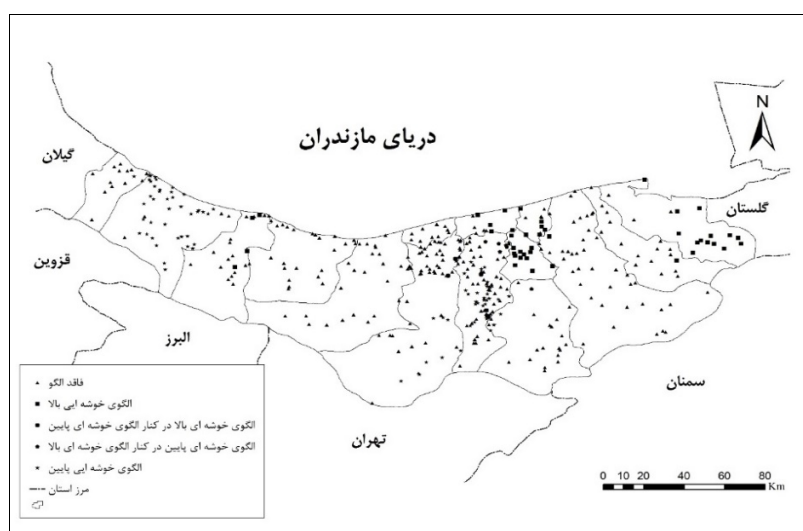 دریای مازندران
N
گیلان
گلستان
قزوین
البرز
سمنان
تهران
فاقد الگو
الگوی خوشه ایی بالا
الگوی خوشه ای بالا در کنار الگوی خوشه ای پایین
الگوی خوشه ای پایین در کنار الگوی خوشه ای بالا
الگوی خوشه ایی پایین
مرز استان
0 10 20 40 60 80
Km